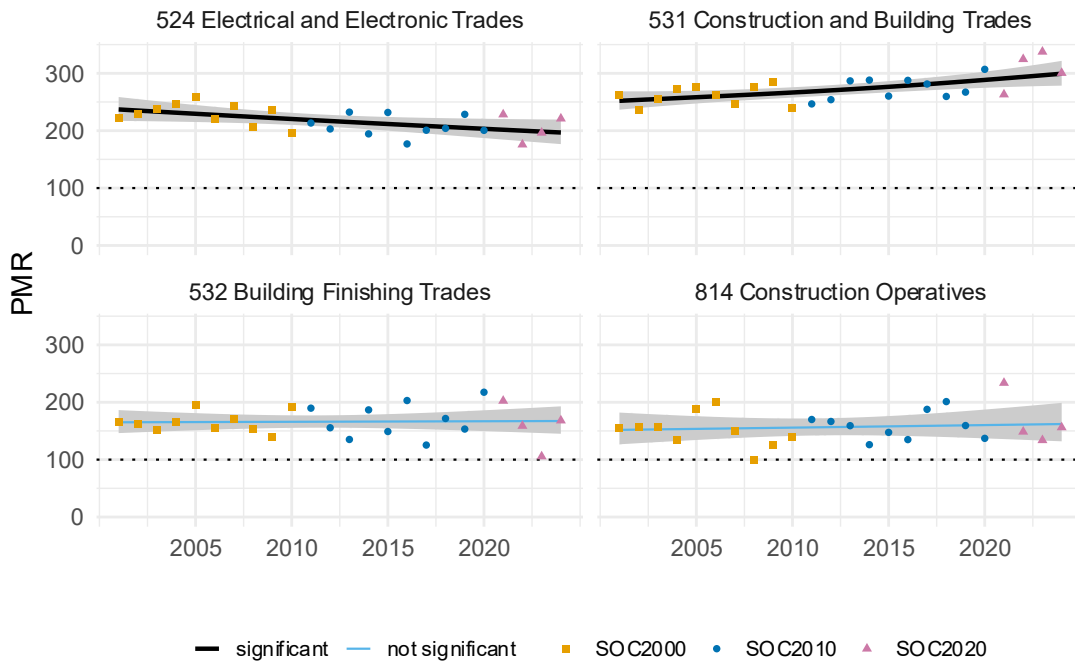 524 Electrical and Electronic Trades
531 Construction and Building Trades
300
200
100
0
PMR
532 Building Finishing Trades
814 Construction Operatives
300
200
100
0
2005 2010 2015 2020
2005 2010 2015 2020
significant not significant SOC2000 SOC2010 SOC2020